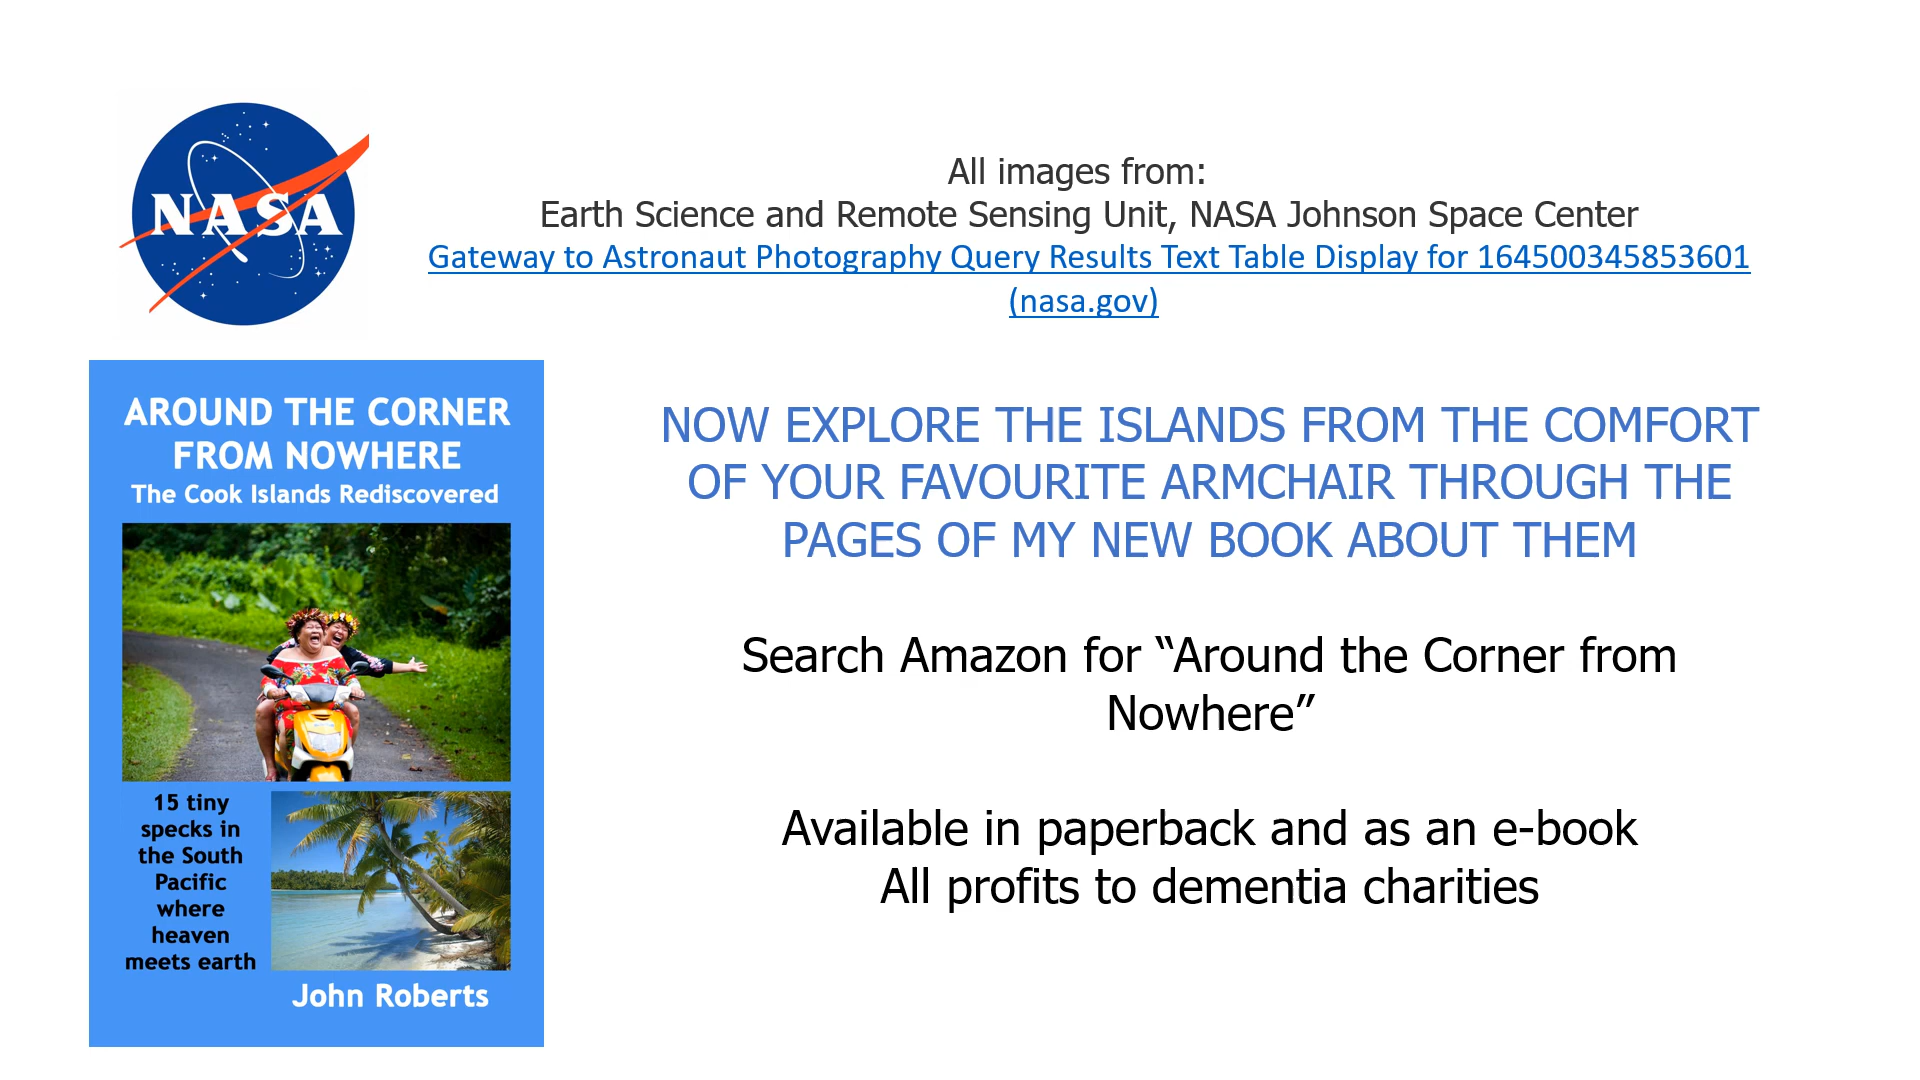 NASA
All images from:
Earth Science and Remote Sensing Unit, NASA Johnson Space Center
Gateway to Astronaut Photography Query Results Text Table Display for 164500345853601
(nasa.gov)
AROUND THE CORNER
FROM NOWHERE
The Cook Islands Rediscovered
15 tiny
specks in
the South
Pacific
where
heaven
meets earth
John Roberts
NOW EXPLORE THE ISLANDS FROM THE COMFORT
OF YOUR FAVOURITE ARMCHAIR THROUGH THE
PAGES OF MY NEW BOOK ABOUT THEM
Search Amazon for “Around the Corner from
Nowhere”
Available in paperback and as an e-book
All profits to dementia charities